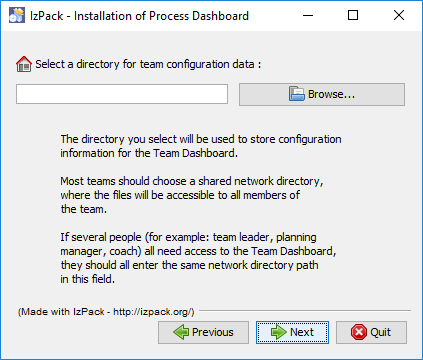 IzPack - Installation of Process Dashboard
Select a directory for team configuration data :
Browse...
The directory you select will be used to store configuration
information for the Team Dashboard.
Most teams should choose a shared network directory,
where the files will be accessible to all members of
the team.
If several people (for example: team leader, planning
manager, coach) all need access to the Team Dashboard,
they should all enter the same network directory path
in this field.
(Made with IzPack - http://izpack.org/)
Previous
Next
Quit